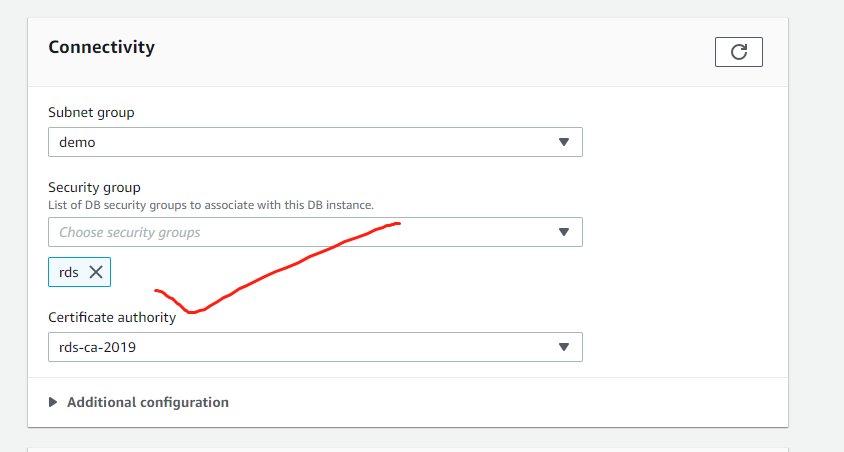 Connectivity
Subnet group
demo
Security group
List of DB security groups to associate with this DB instance.
Choose security groups
rds
Certificate authority
rds-ca-2019
Additional configuration